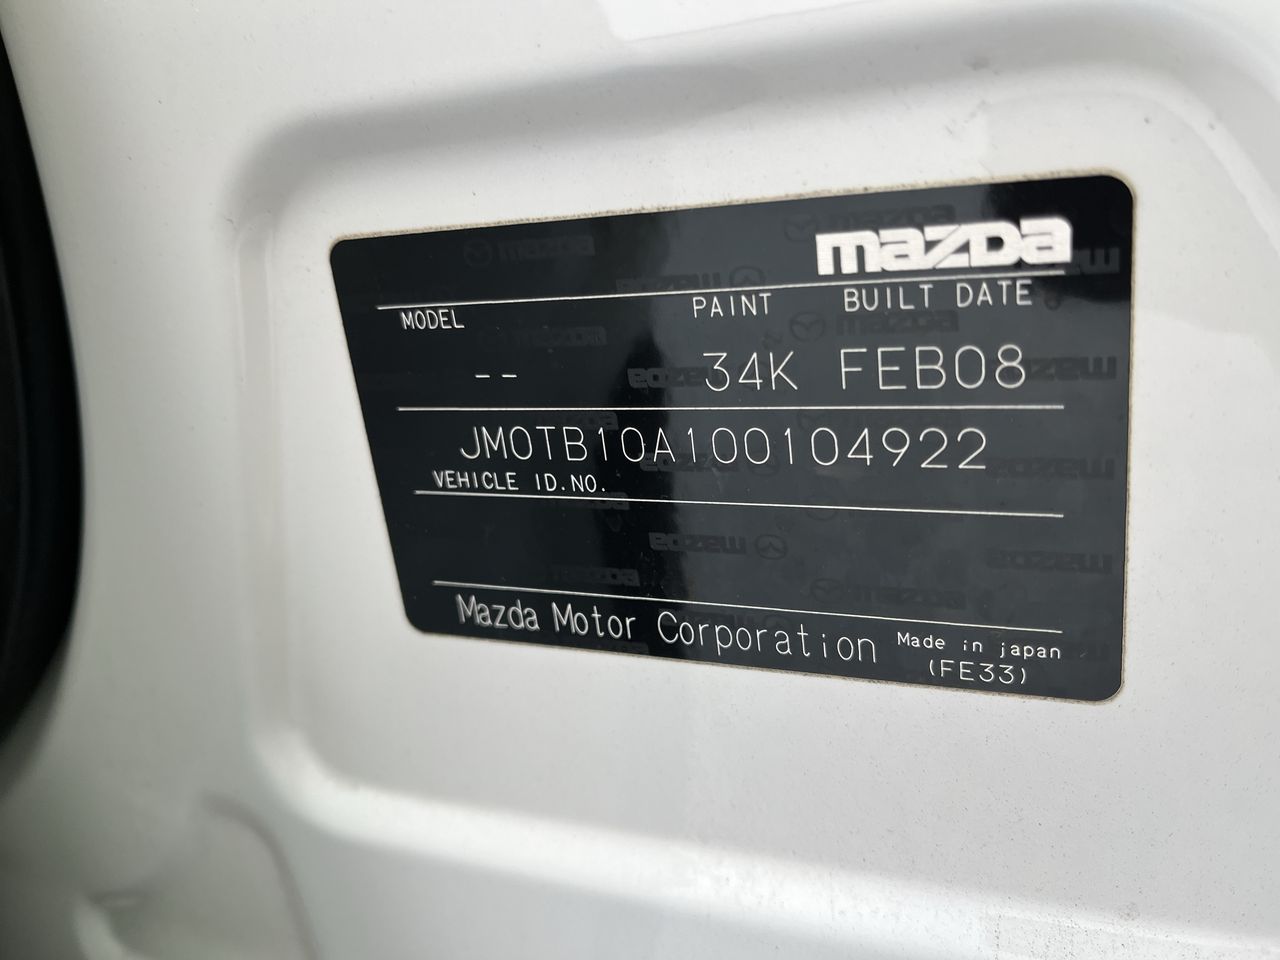 mazda
MODEL PAINT BUILT DATE
-- 34K FEB08
JM0TB10A100104922
VEHICLE ID.NO.
Mazda Motor Corporation Made in japan
(FE33)